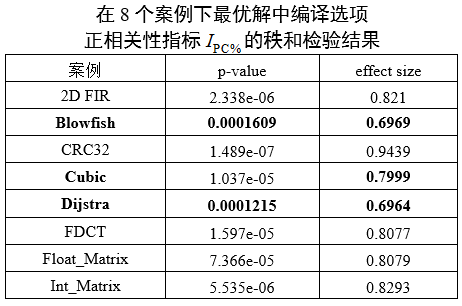 在 8 个案例下最优解中编译选项
正相关性指标 I_PC% 的秩和检验结果
案例 p-value effect size
2D FIR 2.338e-06 0.821
Blowfish 0.0001609 0.6969
CRC32 1.489e-07 0.9439
Cubic 1.037e-05 0.7999
Dijstra 0.0001215 0.6964
FDCT 1.597e-05 0.8077
Float_Matrix 7.366e-05 0.8079
Int_Matrix 5.535e-06 0.8293